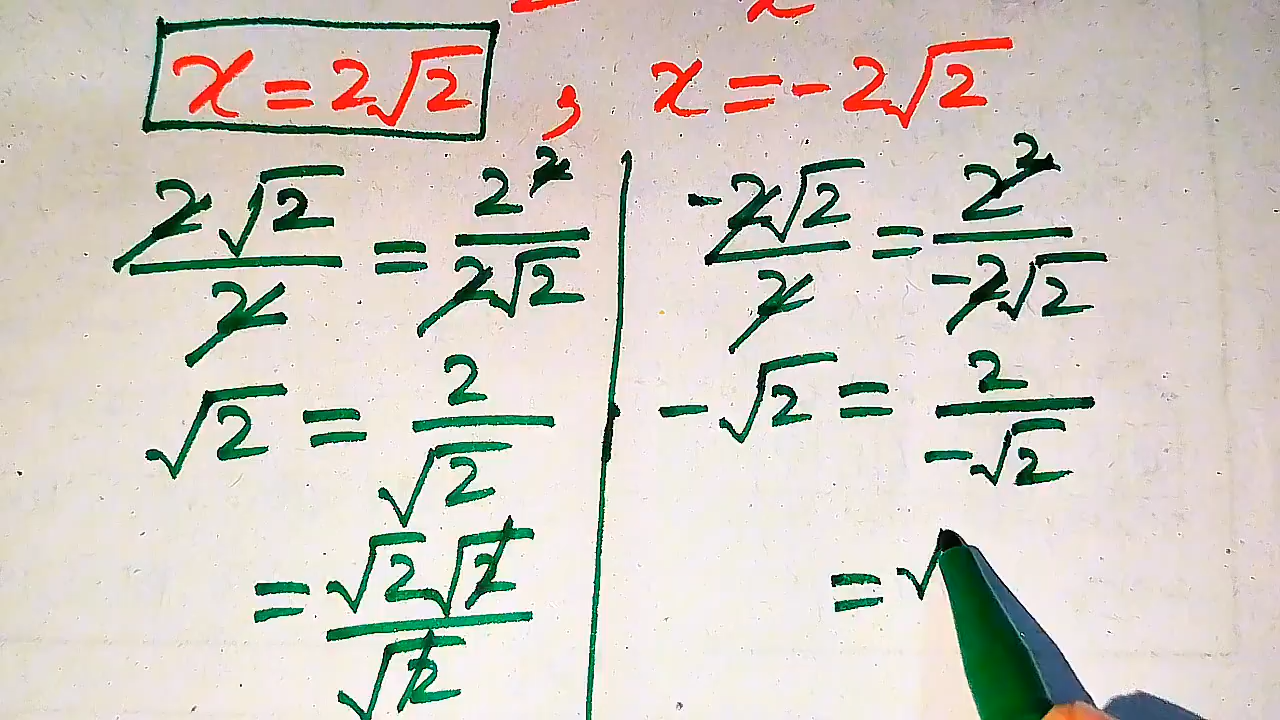 x = 2√2 , x = -2√2
2√2/2 = 2²/2√2
√2 = 2/√2
= √2√2/√2
-2√2/2 = 2²/-2√2
-√2 = 2/-√2
= √